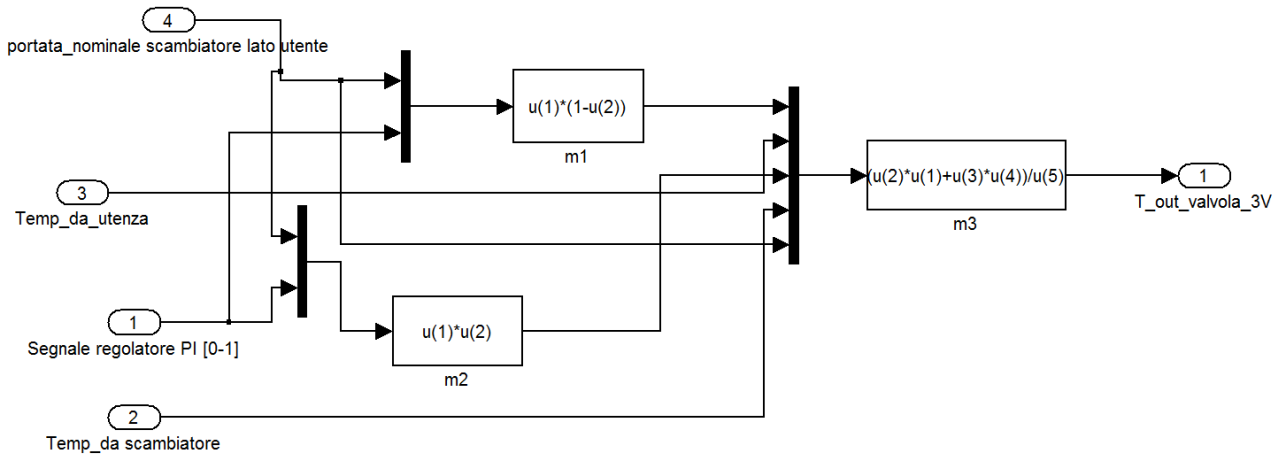 4
portata_nominale scambiatore lato utente
u(1)*(1-u(2))
m1
3
Temp_da_utenza
(u(2)*u(1)+u(3)*u(4))/u(5)
m3
1
T_out_valvola_3V
1
Segnale regolatore PI [0-1]
u(1)*u(2)
m2
2
Temp_da scambiatore